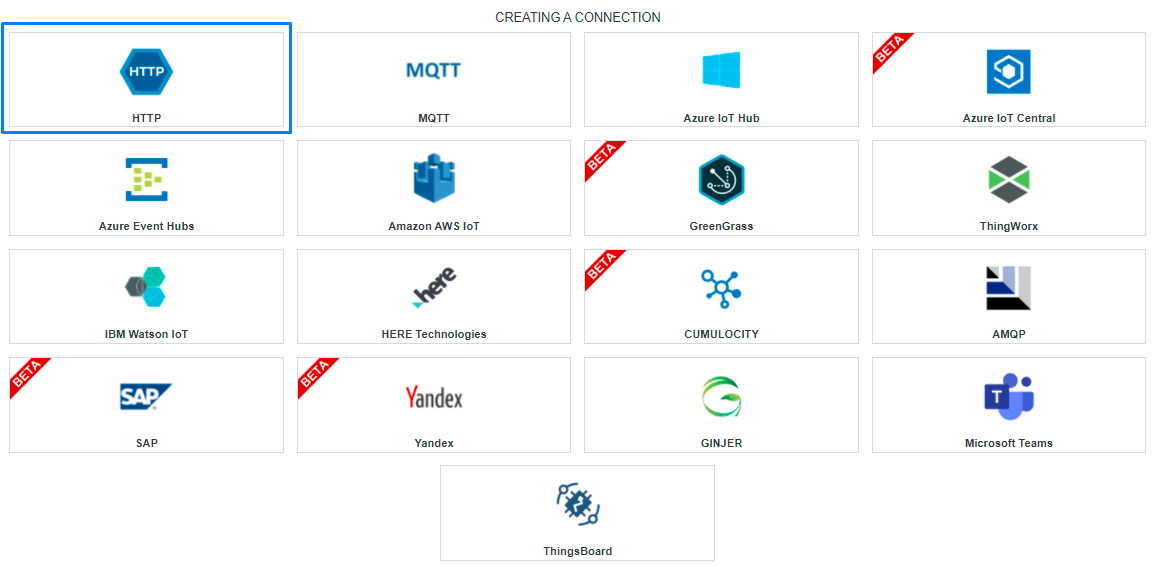 CREATING A CONNECTION
HTTP
HTTP
MQTT
MQTT
Azure IoT Hub
BETA
Azure IoT Central
Azure Event Hubs
Amazon AWS IoT
BETA
GreenGrass
ThingWorx
IBM Watson IoT
here
HERE Technologies
BETA
CUMULOCITY
AMQP
BETA
SAP
SAP
BETA
Yandex
Yandex
GINJER
T
Microsoft Teams
ThingsBoard